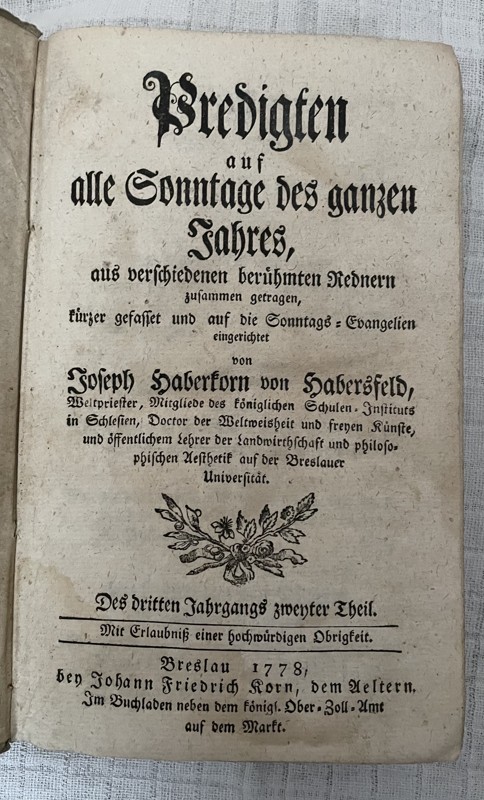 Predigten
auf
alle Sonntage des ganzen
Jahres,
aus verschiedenen berühmten Rednern
zusammen getragen,
kürzer gefasset und auf die Sonntags-Evangelien
eingerichtet
von
Joseph Haberkorn von Habersfeld,
Weltpriester, Mitgliede des königlichen Schulen-Instituts
in Schlesien, Doctor der Weltweisheit und freyen Künste,
und öffentlichem Lehrer der Landwirthschaft und philoso-
phischen Aesthetik auf der Breslauer
Universität.
Des dritten Jahrgangs zweyter Theil.
Mit Erlaubniß einer hochwürdigen Obrigkeit.
Breslau 1778,
bey Johann Friedrich Korn, dem Aeltern.
Im Buchladen neben dem königl. Ober-Zoll-Amt
auf dem Markt.